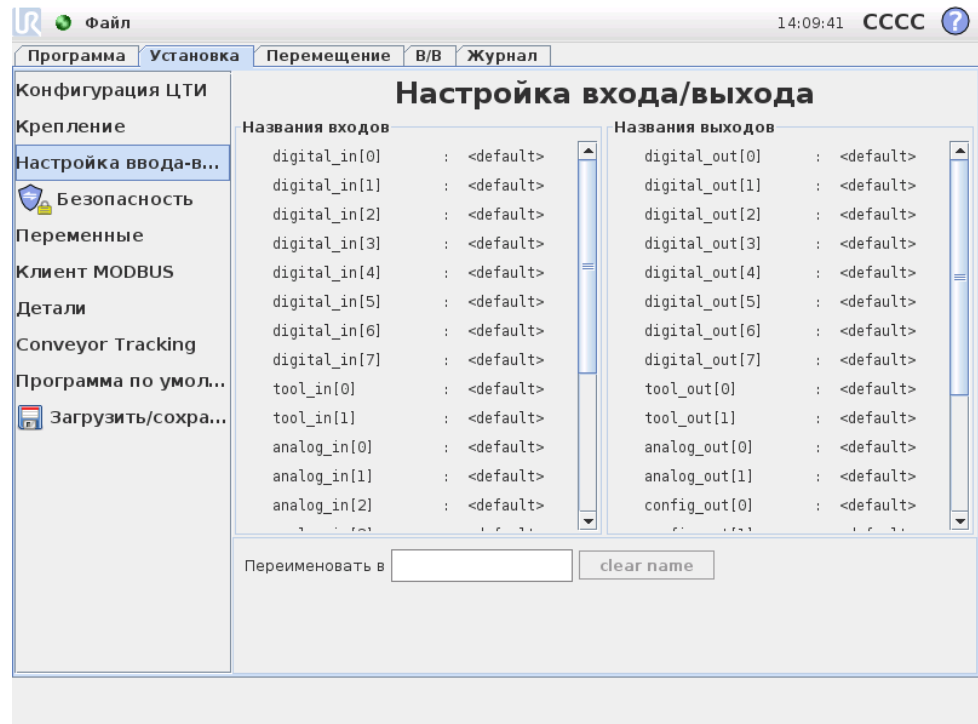 UR Файл 14:09:41 CCCC ?
Программа Установка Перемещение В/В Журнал
Конфигурация ЦТИ
Крепление
Настройка ввода-в...
Безопасность
Переменные
Клиент MODBUS
Детали
Conveyor Tracking
Программа по умол...
Загрузить/сохра...
Настройка входа/выхода
Названия входов
digital_in[0] : <default>
digital_in[1] : <default>
digital_in[2] : <default>
digital_in[3] : <default>
digital_in[4] : <default>
digital_in[5] : <default>
digital_in[6] : <default>
digital_in[7] : <default>
tool_in[0] : <default>
tool_in[1] : <default>
analog_in[0] : <default>
analog_in[1] : <default>
analog_in[2] : <default>
Названия выходов
digital_out[0] : <default>
digital_out[1] : <default>
digital_out[2] : <default>
digital_out[3] : <default>
digital_out[4] : <default>
digital_out[5] : <default>
digital_out[6] : <default>
digital_out[7] : <default>
tool_out[0] : <default>
tool_out[1] : <default>
analog_out[0] : <default>
analog_out[1] : <default>
config_out[0] : <default>
Переименовать в clear name